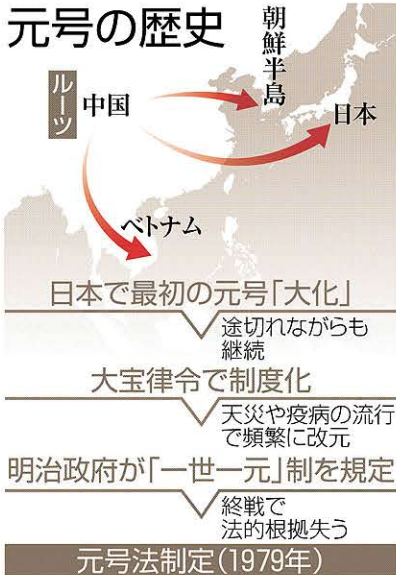 元号の歴史
ルーツ
中国
朝鮮半島
日本
ベトナム
日本で最初の元号「大化」
途切れながらも
継続
大宝律令で制度化
天災や疫病の流行
で頻繁に改元
明治政府が「一世一元」制を規定
終戦で
法的根拠失う
元号法制定(1979年)